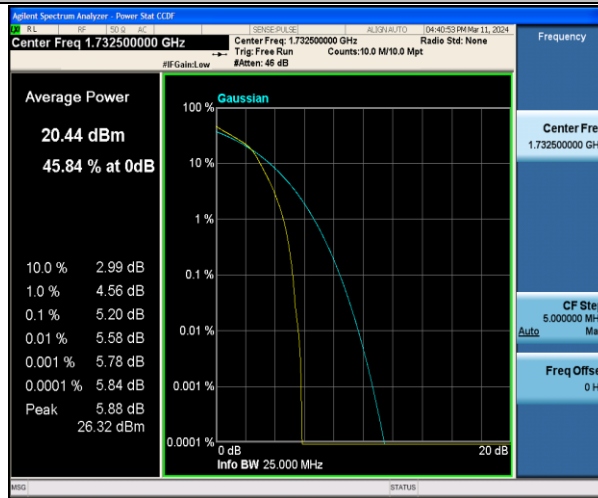 Agilent Spectrum Analyzer - Power Stat CCDF
RL RF 50 Ω AC SENSE:PULSE ALIGN AUTO 04:40:53 PM Mar 11, 2024
Center Freq 1.732500000 GHz
Center Freq: 1.732500000 GHz Radio Std: None
Trig: Free Run Counts:10.0 M/10.0 Mpt
#IFGain:Low #Atten: 46 dB
Frequency
Average Power
20.44 dBm
45.84 % at 0dB
10.0 % 2.99 dB
1.0 % 4.56 dB
0.1 % 5.20 dB
0.01 % 5.58 dB
0.001 % 5.78 dB
0.0001 % 5.84 dB
Peak 5.88 dB
26.32 dBm
Gaussian
100 %
10 %
1 %
0.1 %
0.01 %
0.001 %
0.0001 %
0 dB 20 dB
Info BW 25.000 MHz
Center Fre
1.732500000 GH
CF Ste
5.000000 MH
Auto Ma
Freq Offse
0 H
MSG STATUS